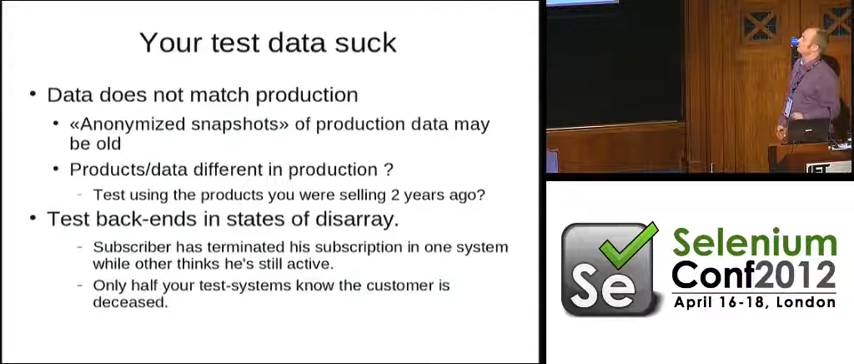 Your test data suck
• Data does not match production
• «Anonymized snapshots» of production data may
be old
• Products/data different in production ?
- Test using the products you were selling 2 years ago?
• Test back-ends in states of disarray.
- Subscriber has terminated his subscription in one system
while other thinks he's still active.
- Only half your test-systems know the customer is
deceased.
IET
Se
Selenium
Conf2012
April 16-18, London